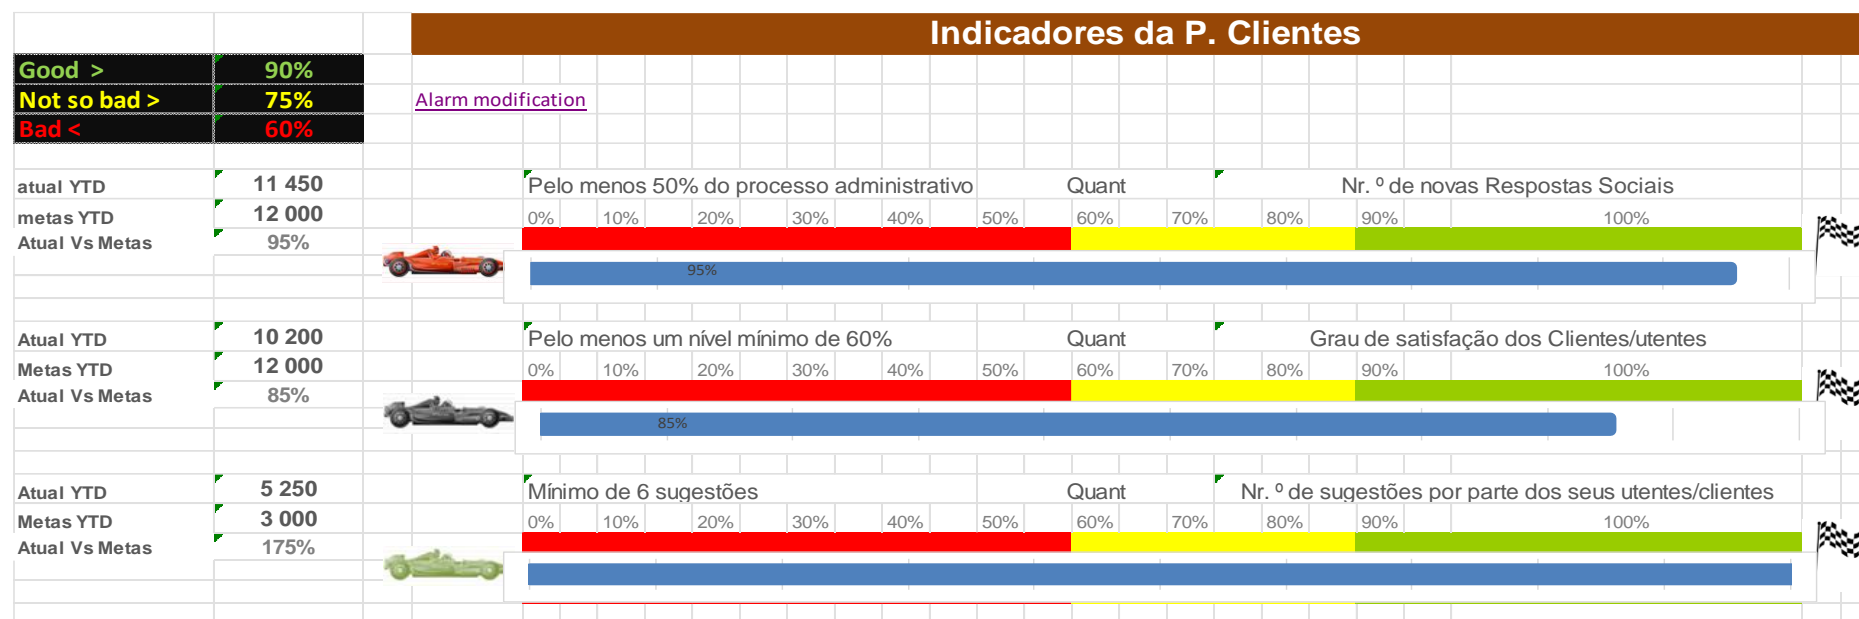 Indicadores da P. Clientes
Good > 90%
Not so bad > 75%
Alarm modification
Bad < 60%
atual YTD 11 450 Pelo menos 50% do processo administrativo Quant Nr. º de novas Respostas Sociais
metas YTD 12 000 0% 10% 20% 30% 40% 50% 60% 70% 80% 90% 100%
Atual Vs Metas 95%
95%
Atual YTD 10 200 Pelo menos um nível mínimo de 60% Quant Grau de satisfação dos Clientes/utentes
Metas YTD 12 000 0% 10% 20% 30% 40% 50% 60% 70% 80% 90% 100%
Atual Vs Metas 85%
85%
Atual YTD 5 250 Mínimo de 6 sugestões Quant Nr. º de sugestões por parte dos seus utentes/clientes
Metas YTD 3 000 0% 10% 20% 30% 40% 50% 60% 70% 80% 90% 100%
Atual Vs Metas 175%